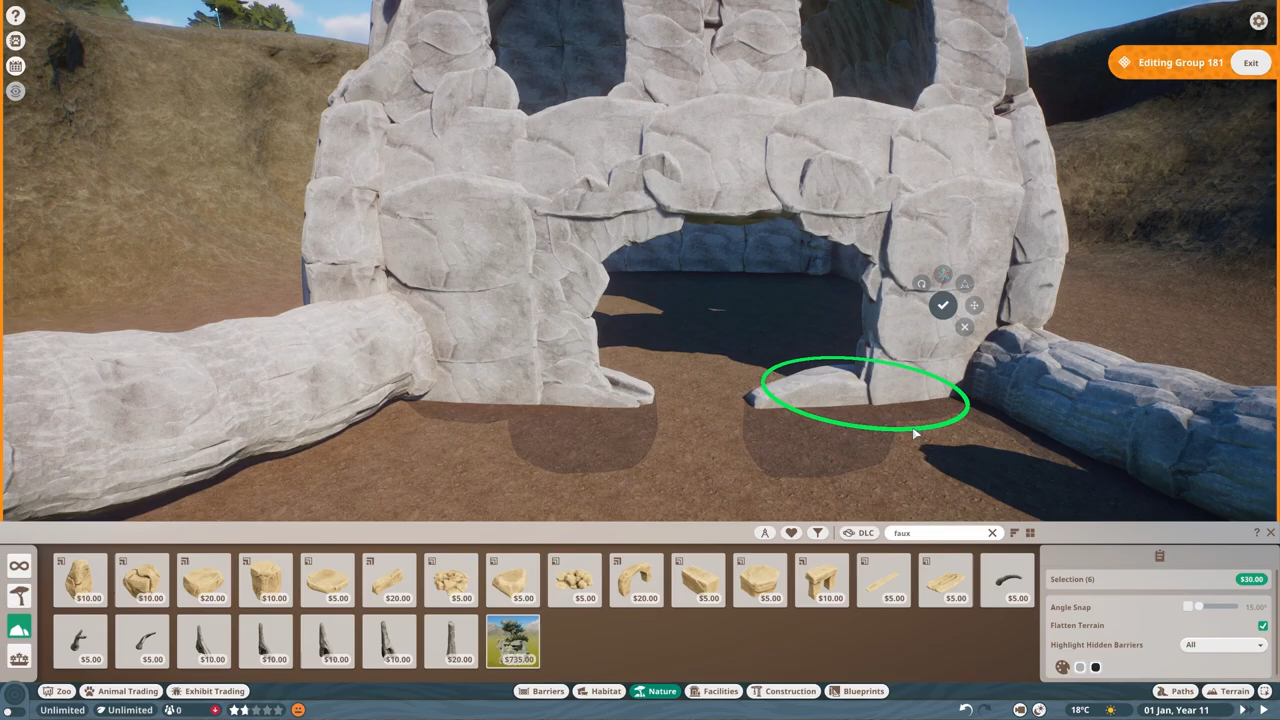 ?
Editing Group 181 Exit
DLC faux ?
$10.00 $10.00 $20.00 $10.00 $5.00 $20.00 $5.00 $5.00 $5.00 $20.00 $5.00 $5.00 $10.00 $5.00 $5.00 $5.00
$5.00 $5.00 $10.00 $10.00 $10.00 $10.00 $20.00 $735.00
Selection (6) $30.00
Angle Snap 15.00°
Flatten Terrain
Highlight Hidden Barriers All
Zoo Animal Trading Exhibit Trading Barriers Habitat Nature Facilities Construction Blueprints Paths Terrain
Unlimited Unlimited 0 18°C 01 Jan, Year 11